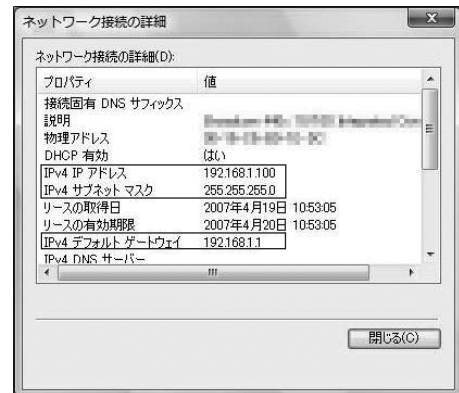 ネットワーク接続の詳細
ネットワーク接続の詳細(D):
プロパティ 値
接続固有 DNS サフィックス
説明
物理アドレス
DHCP 有効 はい
IPv4 IP アドレス 192.168.1.100
IPv4 サブネット マスク 255.255.255.0
リースの取得日 2007年4月19日 10:53:05
リースの有効期限 2007年4月20日 10:53:05
IPv4 デフォルト ゲートウェイ 192.168.1.1
IPv4 DNS サーバー
閉じる(C)